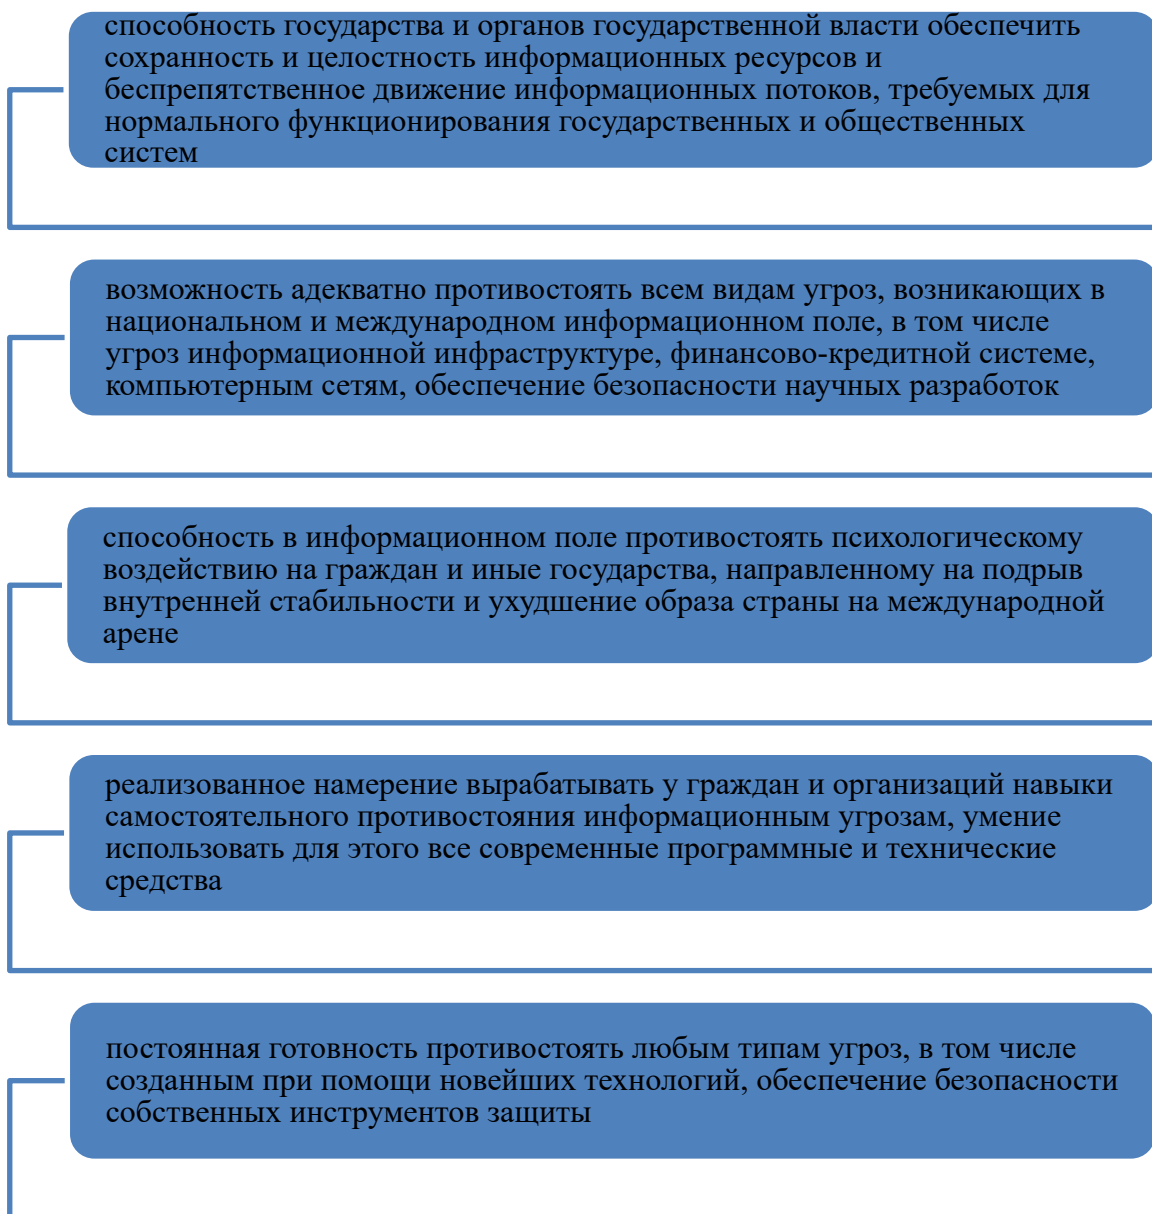 способность государства и органов государственной власти обеспечить
сохранность и целостность информационных ресурсов и
беспрепятственное движение информационных потоков, требуемых для
нормального функционирования государственных и общественных
систем
возможность адекватно противостоять всем видам угроз, возникающих в
национальном и международном информационном поле, в том числе
угроз информационной инфраструктуре, финансово-кредитной системе,
компьютерным сетям, обеспечение безопасности научных разработок
способность в информационном поле противостоять психологическому
воздействию на граждан и иные государства, направленному на подрыв
внутренней стабильности и ухудшение образа страны на международной
арене
реализованное намерение вырабатывать у граждан и организаций навыки
самостоятельного противостояния информационным угрозам, умение
использовать для этого все современные программные и технические
средства
постоянная готовность противостоять любым типам угроз, в том числе
созданным при помощи новейших технологий, обеспечение безопасности
собственных инструментов защиты